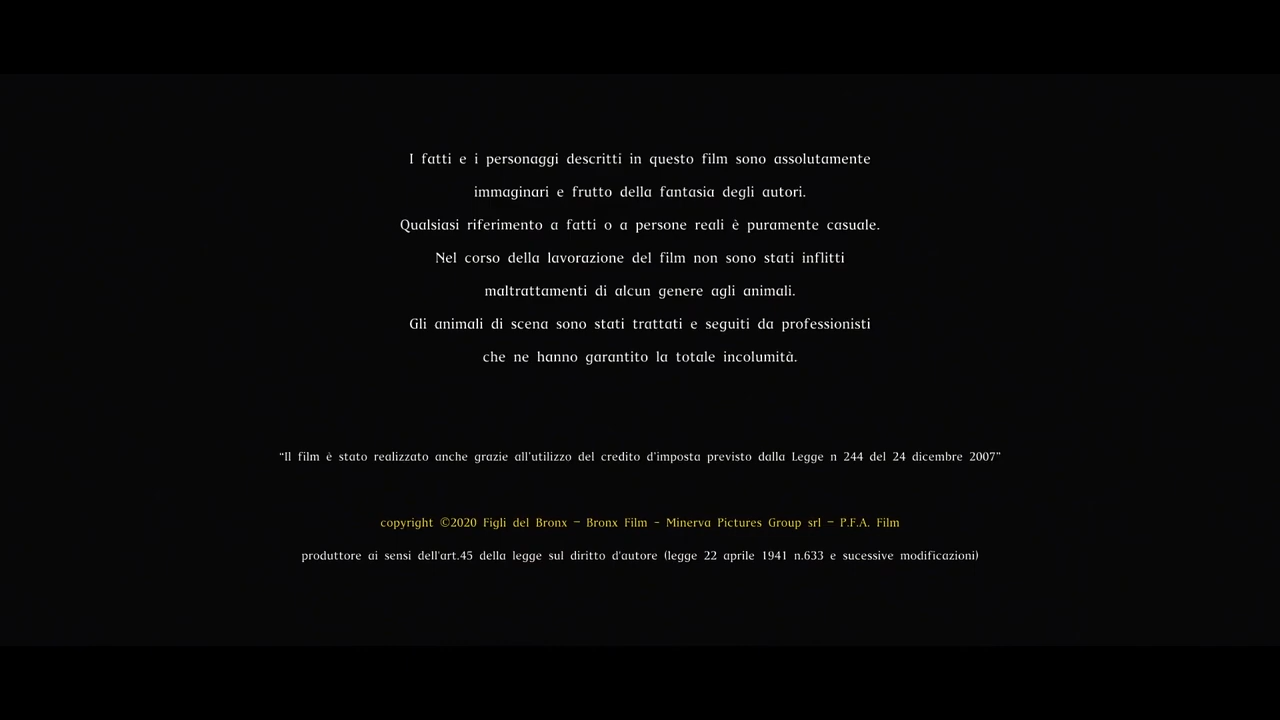 I fatti e i personaggi descritti in questo film sono assolutamente
immaginari e frutto della fantasia degli autori.
Qualsiasi riferimento a fatti o a persone reali è puramente casuale.
Nel corso della lavorazione del film non sono stati inflitti
maltrattamenti di alcun genere agli animali.
Gli animali di scena sono stati trattati e seguiti da professionisti
che ne hanno garantito la totale incolumità.
“Il film è stato realizzato anche grazie all'utilizzo del credito d'imposta previsto dalla Legge n 244 del 24 dicembre 2007”
copyright ©2020 Figli del Bronx – Bronx Film - Minerva Pictures Group srl – P.F.A. Film
produttore ai sensi dell'art.45 della legge sul diritto d'autore (legge 22 aprile 1941 n.633 e sucessive modificazioni)